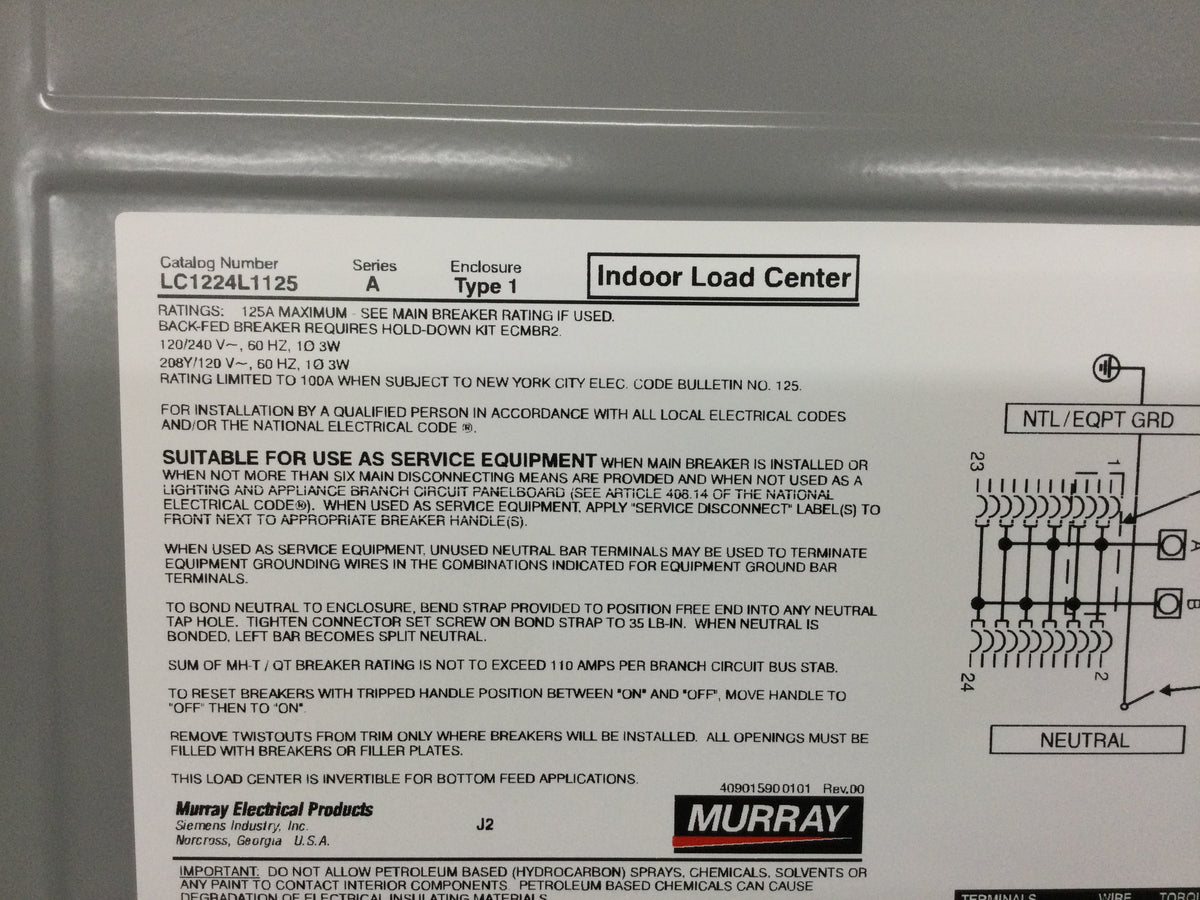 Catalog Number Series Enclosure
LC1224L1125 A Type 1
Indoor Load Center
RATINGS: 125A MAXIMUM - SEE MAIN BREAKER RATING IF USED.
BACK-FED BREAKER REQUIRES HOLD-DOWN KIT ECMBR2.
120/240 V~, 60 HZ, 1Ø 3W
208Y/120 V~, 60 HZ, 1Ø 3W
RATING LIMITED TO 100A WHEN SUBJECT TO NEW YORK CITY ELEC. CODE BULLETIN NO. 125.
FOR INSTALLATION BY A QUALIFIED PERSON IN ACCORDANCE WITH ALL LOCAL ELECTRICAL CODES
AND/OR THE NATIONAL ELECTRICAL CODE ®.
SUITABLE FOR USE AS SERVICE EQUIPMENT WHEN MAIN BREAKER IS INSTALLED OR
WHEN NOT MORE THAN SIX MAIN DISCONNECTING MEANS ARE PROVIDED AND WHEN NOT USED AS A
LIGHTING AND APPLIANCE BRANCH CIRCUIT PANELBOARD (SEE ARTICLE 408.14 OF THE NATIONAL
ELECTRICAL CODE®). WHEN USED AS SERVICE EQUIPMENT, APPLY "SERVICE DISCONNECT" LABEL(S) TO
FRONT NEXT TO APPROPRIATE BREAKER HANDLE(S).
WHEN USED AS SERVICE EQUIPMENT, UNUSED NEUTRAL BAR TERMINALS MAY BE USED TO TERMINATE
EQUIPMENT GROUNDING WIRES IN THE COMBINATIONS INDICATED FOR EQUIPMENT GROUND BAR
TERMINALS.
TO BOND NEUTRAL TO ENCLOSURE, BEND STRAP PROVIDED TO POSITION FREE END INTO ANY NEUTRAL
TAP HOLE. TIGHTEN CONNECTOR SET SCREW ON BOND STRAP TO 35 LB-IN. WHEN NEUTRAL IS
BONDED, LEFT BAR BECOMES SPLIT NEUTRAL.
SUM OF MH-T / QT BREAKER RATING IS NOT TO EXCEED 110 AMPS PER BRANCH CIRCUIT BUS STAB.
TO RESET BREAKERS WITH TRIPPED HANDLE POSITION BETWEEN "ON" AND "OFF", MOVE HANDLE TO
"OFF" THEN TO "ON".
REMOVE TWISTOUTS FROM TRIM ONLY WHERE BREAKERS WILL BE INSTALLED. ALL OPENINGS MUST BE
FILLED WITH BREAKERS OR FILLER PLATES.
THIS LOAD CENTER IS INVERTIBLE FOR BOTTOM FEED APPLICATIONS.
40901590 0101 Rev.00
Murray Electrical Products
Siemens Industry, Inc.
Norcross, Georgia U.S.A.
J2
MURRAY
IMPORTANT: DO NOT ALLOW PETROLEUM BASED (HYDROCARBON) SPRAYS, CHEMICALS, SOLVENTS OR
ANY PAINT TO CONTACT INTERIOR COMPONENTS. PETROLEUM BASED CHEMICALS CAN CAUSE
DEGRADATION OF ELECTRICAL INSULATING MATERIALS.
NTL/EQPT GRD
23 1
A
B
24 2
NEUTRAL
TERMINALS WIRE